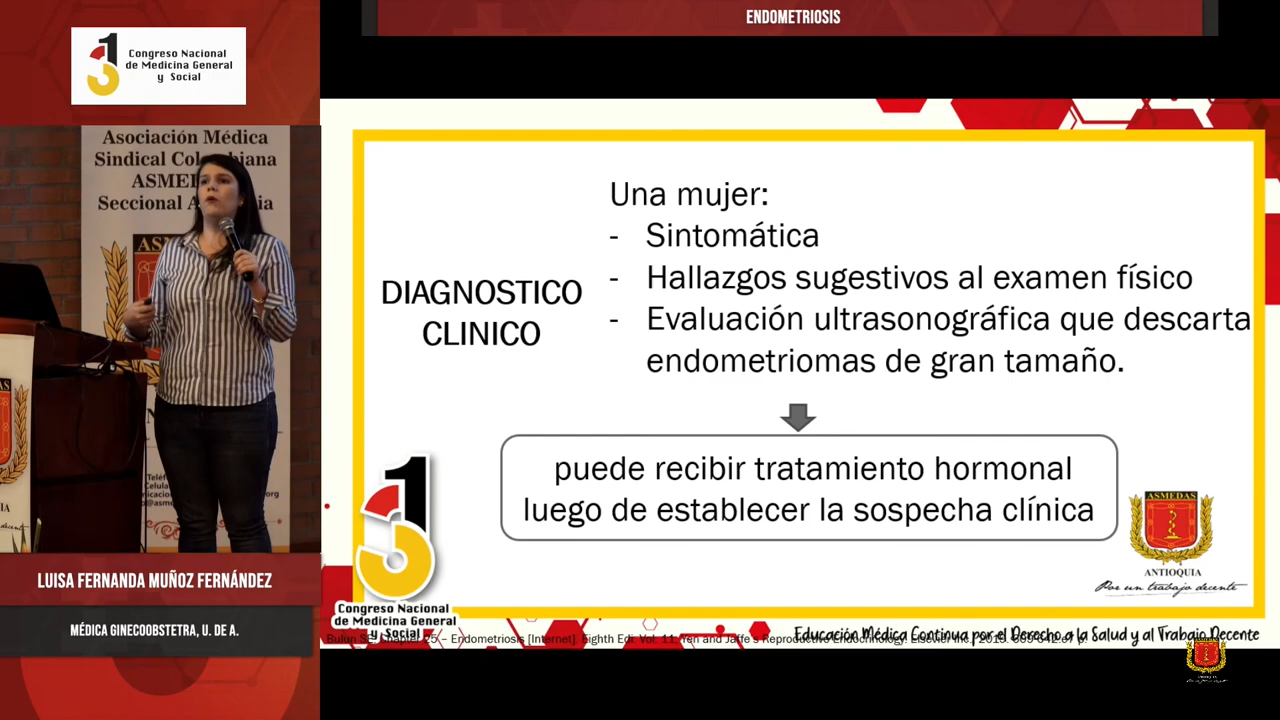 ENDOMETRIOSIS
31
Congreso Nacional
de Medicina General
y Social
Asociación Médica
Sindical Colombiana
Seccional
Una mujer:
- Sintomática
- Hallazgos sugestivos al examen físico
- Evaluación ultrasonográfica que descarta
endometriomas de gran tamaño.
DIAGNOSTICO
CLINICO
puede recibir tratamiento hormonal
luego de establecer la sospecha clínica
ASMEDAS
ANTIOQUIA
Por un trabajo decente
31
Congreso Nacional
de Medicina General
y Social
Educación Médica Continua por el Derecho a la Salud y al Trabajo Decente
LUISA FERNANDA MUÑOZ FERNÁNDEZ
MÉDICA GINECOOBSTETRA, U. DE A.